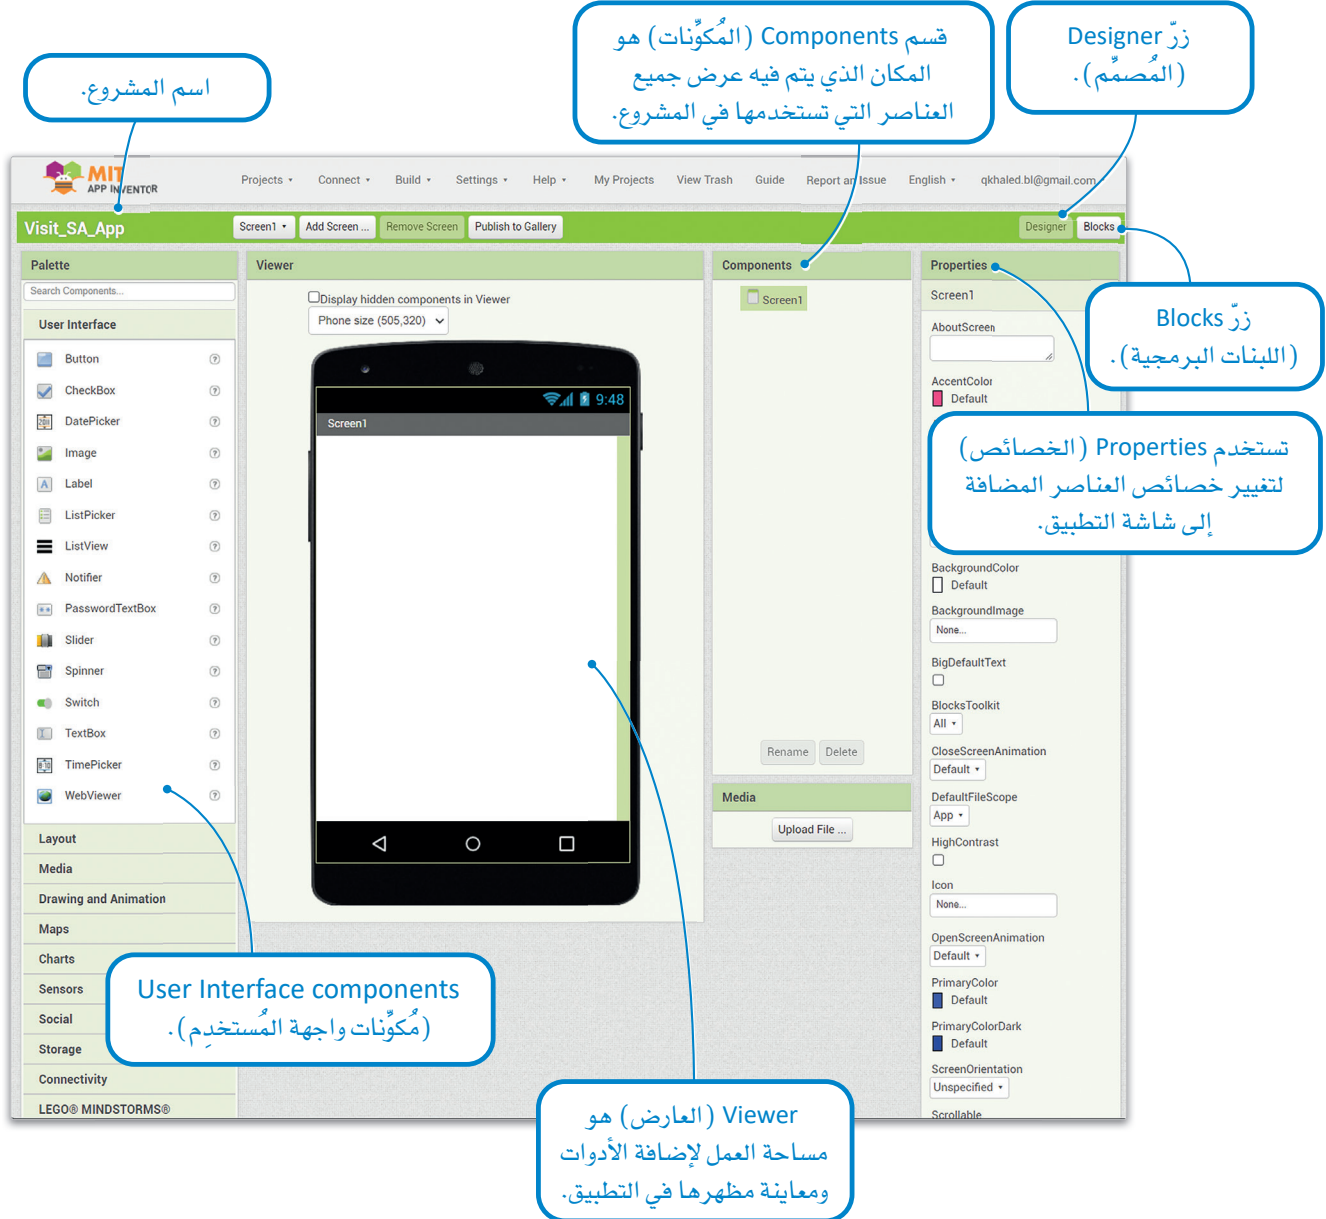 قسم Components (المُكوِّنات) هو
المكان الذي يتم فيه عرض جميع
العناصر التي تستخدمها في المشروع.
زرّ Designer
(المُصمِّم).
اسم المشروع.
MIT
APP INVENTOR
Projects
Connect
Build
Settings
Help
My Projects
View Trash
Guide
Report an Issue
English
qkhaled.bl@gmail.com
Visit_SA_App
Screen1
Add Screen ...
Remove Screen
Publish to Gallery
Designer
Blocks
Palette
Search Components...
User Interface
Button
CheckBox
DatePicker
Image
Label
ListPicker
ListView
Notifier
PasswordTextBox
Slider
Spinner
Switch
TextBox
TimePicker
WebViewer
Layout
Media
Drawing and Animation
Maps
Charts
Sensors
Social
Storage
Connectivity
LEGO® MINDSTORMS®
User Interface components
(مُكوِّنات واجهة المُستخدِم).
Viewer
Display hidden components in Viewer
Phone size (505,320)
9:48
Screen1
Viewer (العارض) هو
مساحة العمل لإضافة الأدوات
ومعاينة مظهرها في التطبيق.
Components
Screen1
Rename
Delete
Media
Upload File ...
Properties
Screen1
زرّ Blocks
(اللبنات البرمجية).
AboutScreen
AccentColor
Default
تستخدم Properties (الخصائص)
لتغيير خصائص العناصر المضافة
إلى شاشة التطبيق.
BackgroundColor
Default
BackgroundImage
None...
BigDefaultText
BlocksToolkit
All
CloseScreenAnimation
Default
DefaultFileScope
App
HighContrast
Icon
None...
OpenScreenAnimation
Default
PrimaryColor
Default
PrimaryColorDark
Default
ScreenOrientation
Unspecified
Scrollable